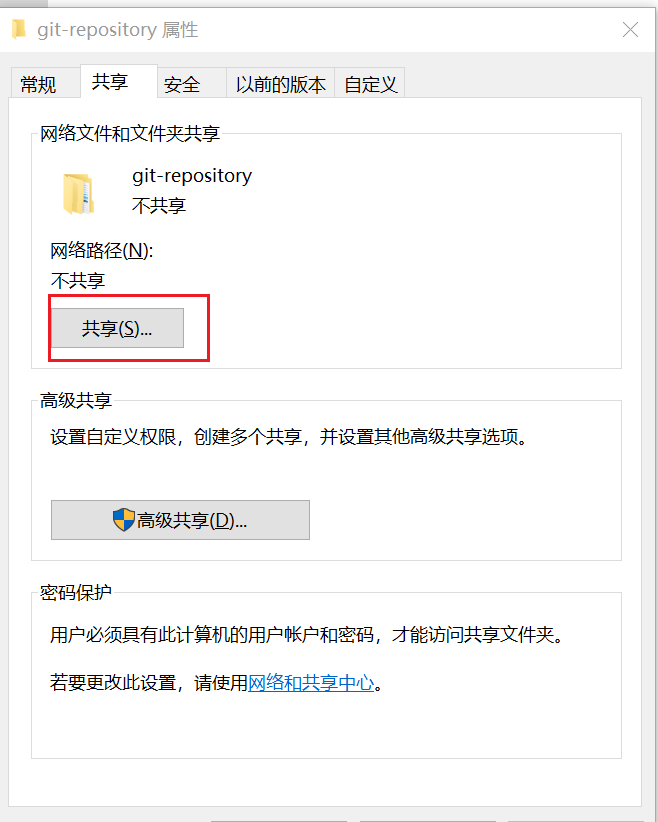 git-repository 属性
常规 共享 安全 以前的版本 自定义
网络文件和文件夹共享
git-repository
不共享
网络路径(N):
不共享
共享(S)...
高级共享
设置自定义权限，创建多个共享，并设置其他高级共享选项。
高级共享(D)...
密码保护
用户必须具有此计算机的用户帐户和密码，才能访问共享文件夹。
若要更改此设置，请使用网络和共享中心。